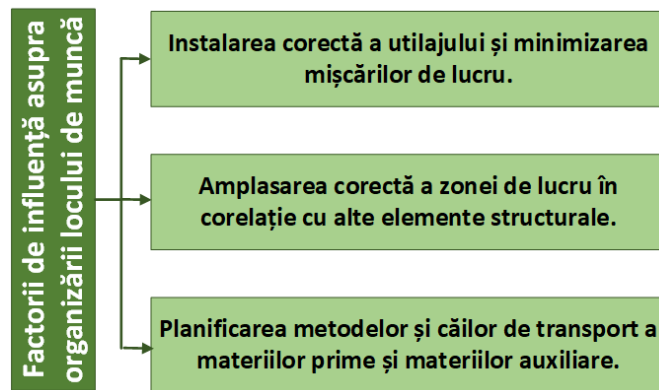 Factorii de influență asupra
organizării locului de muncă
Instalarea corectă a utilajului și minimizarea
mișcărilor de lucru.
Amplasarea corectă a zonei de lucru în
corelație cu alte elemente structurale.
Planificarea metodelor și căilor de transport a
materiilor prime și materiilor auxiliare.